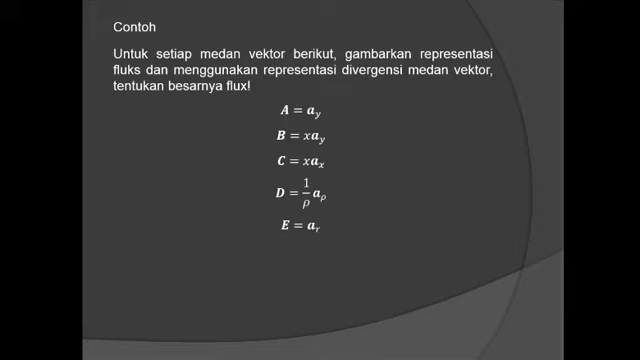 Contoh
Untuk setiap medan vektor berikut, gambarkan representasi
fluks dan menggunakan representasi divergensi medan vektor,
tentukan besarnya flux!
A = a_y
B = xa_y
C = xa_x
D = 1/ρ a_ρ
E = a_r